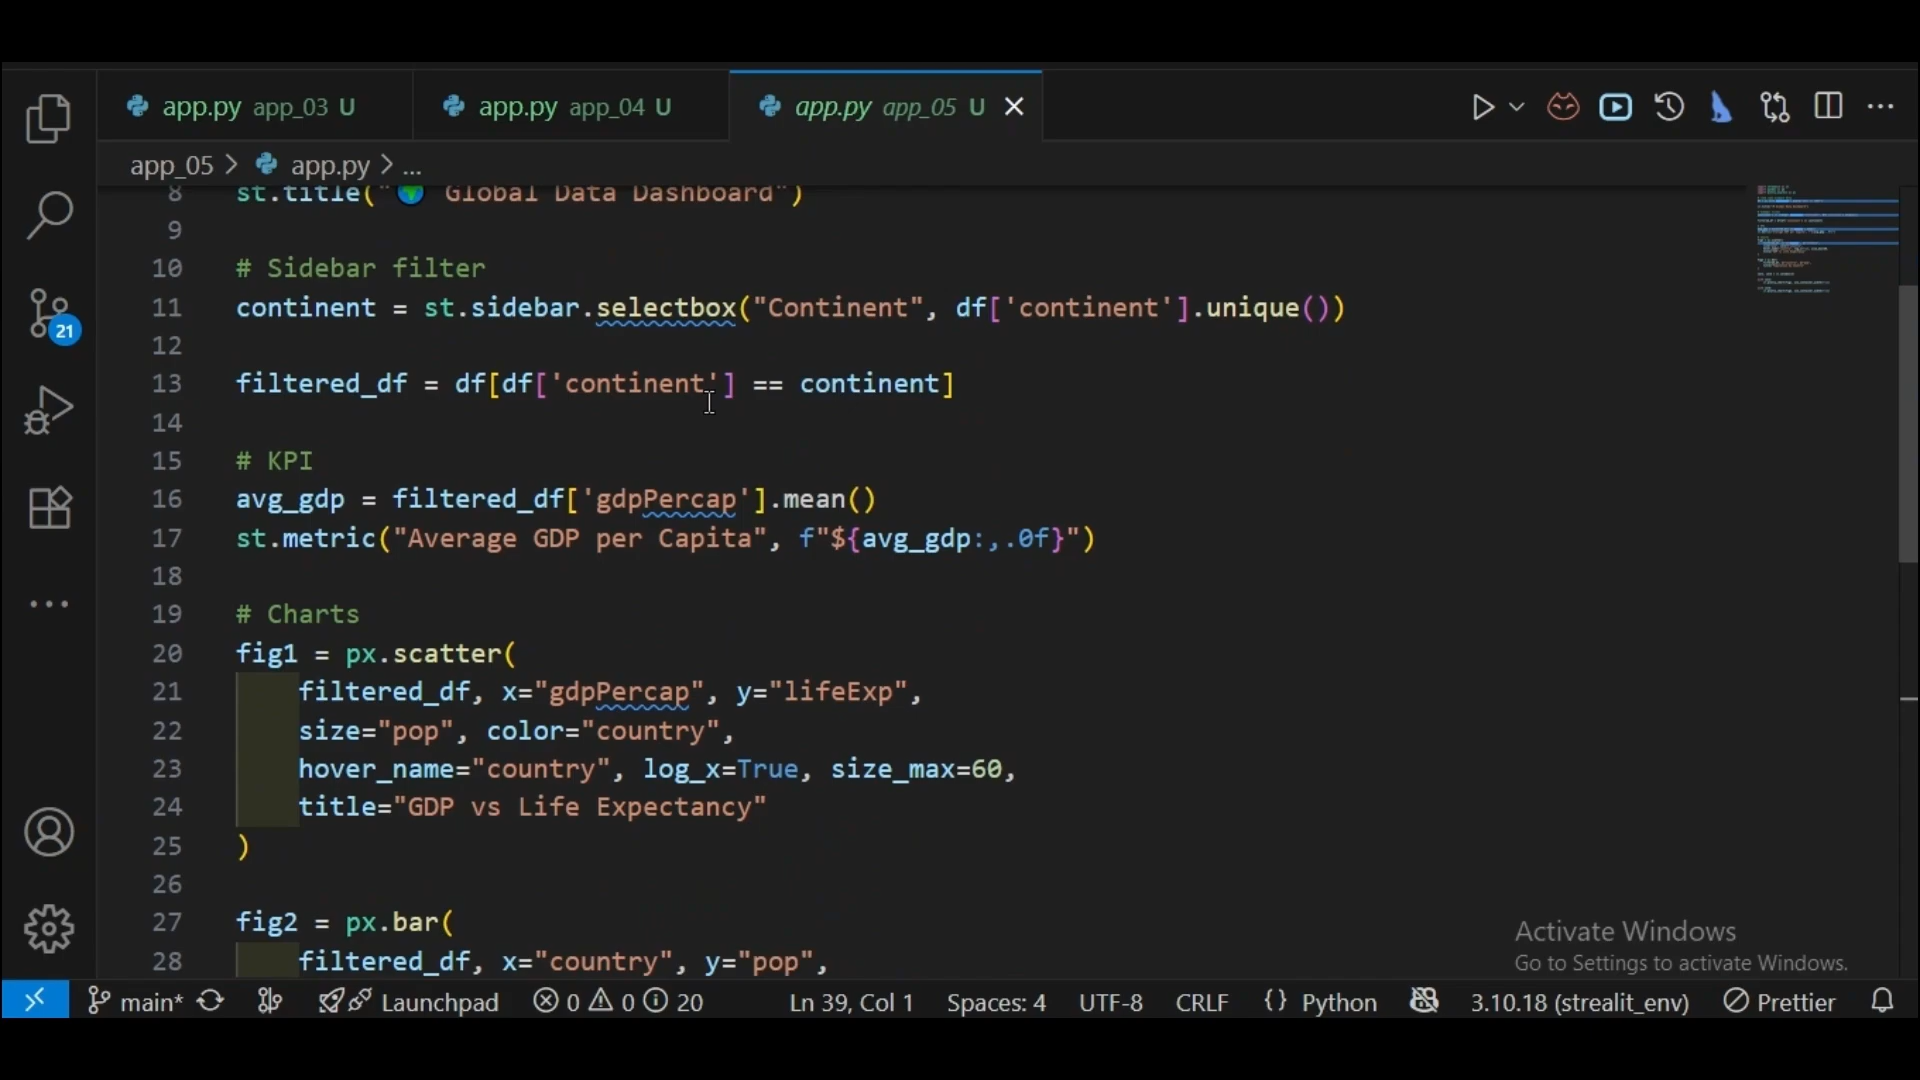 app.py app_03 U
app.py app_04 U
app.py app_05 U
app_05 > app.py > ...
8 st.title("🌍 Global Data Dashboard")
9
10 # Sidebar filter
11 continent = st.sidebar.selectbox("Continent", df['continent'].unique())
12
13 filtered_df = df[df['continent'] == continent]
14
15 # KPI
16 avg_gdp = filtered_df['gdpPercap'].mean()
17 st.metric("Average GDP per Capita", f"${avg_gdp:,.0f}")
18
19 # Charts
20 fig1 = px.scatter(
21 filtered_df, x="gdpPercap", y="lifeExp",
22 size="pop", color="country",
23 hover_name="country", log_x=True, size_max=60,
24 title="GDP vs Life Expectancy"
25 )
26
27 fig2 = px.bar(
28 filtered_df, x="country", y="pop",
21
Activate Windows
Go to Settings to activate Windows.
main* Launchpad 0 0 20 Ln 39, Col 1 Spaces: 4 UTF-8 CRLF {} Python 3.10.18 (strealit_env) Prettier